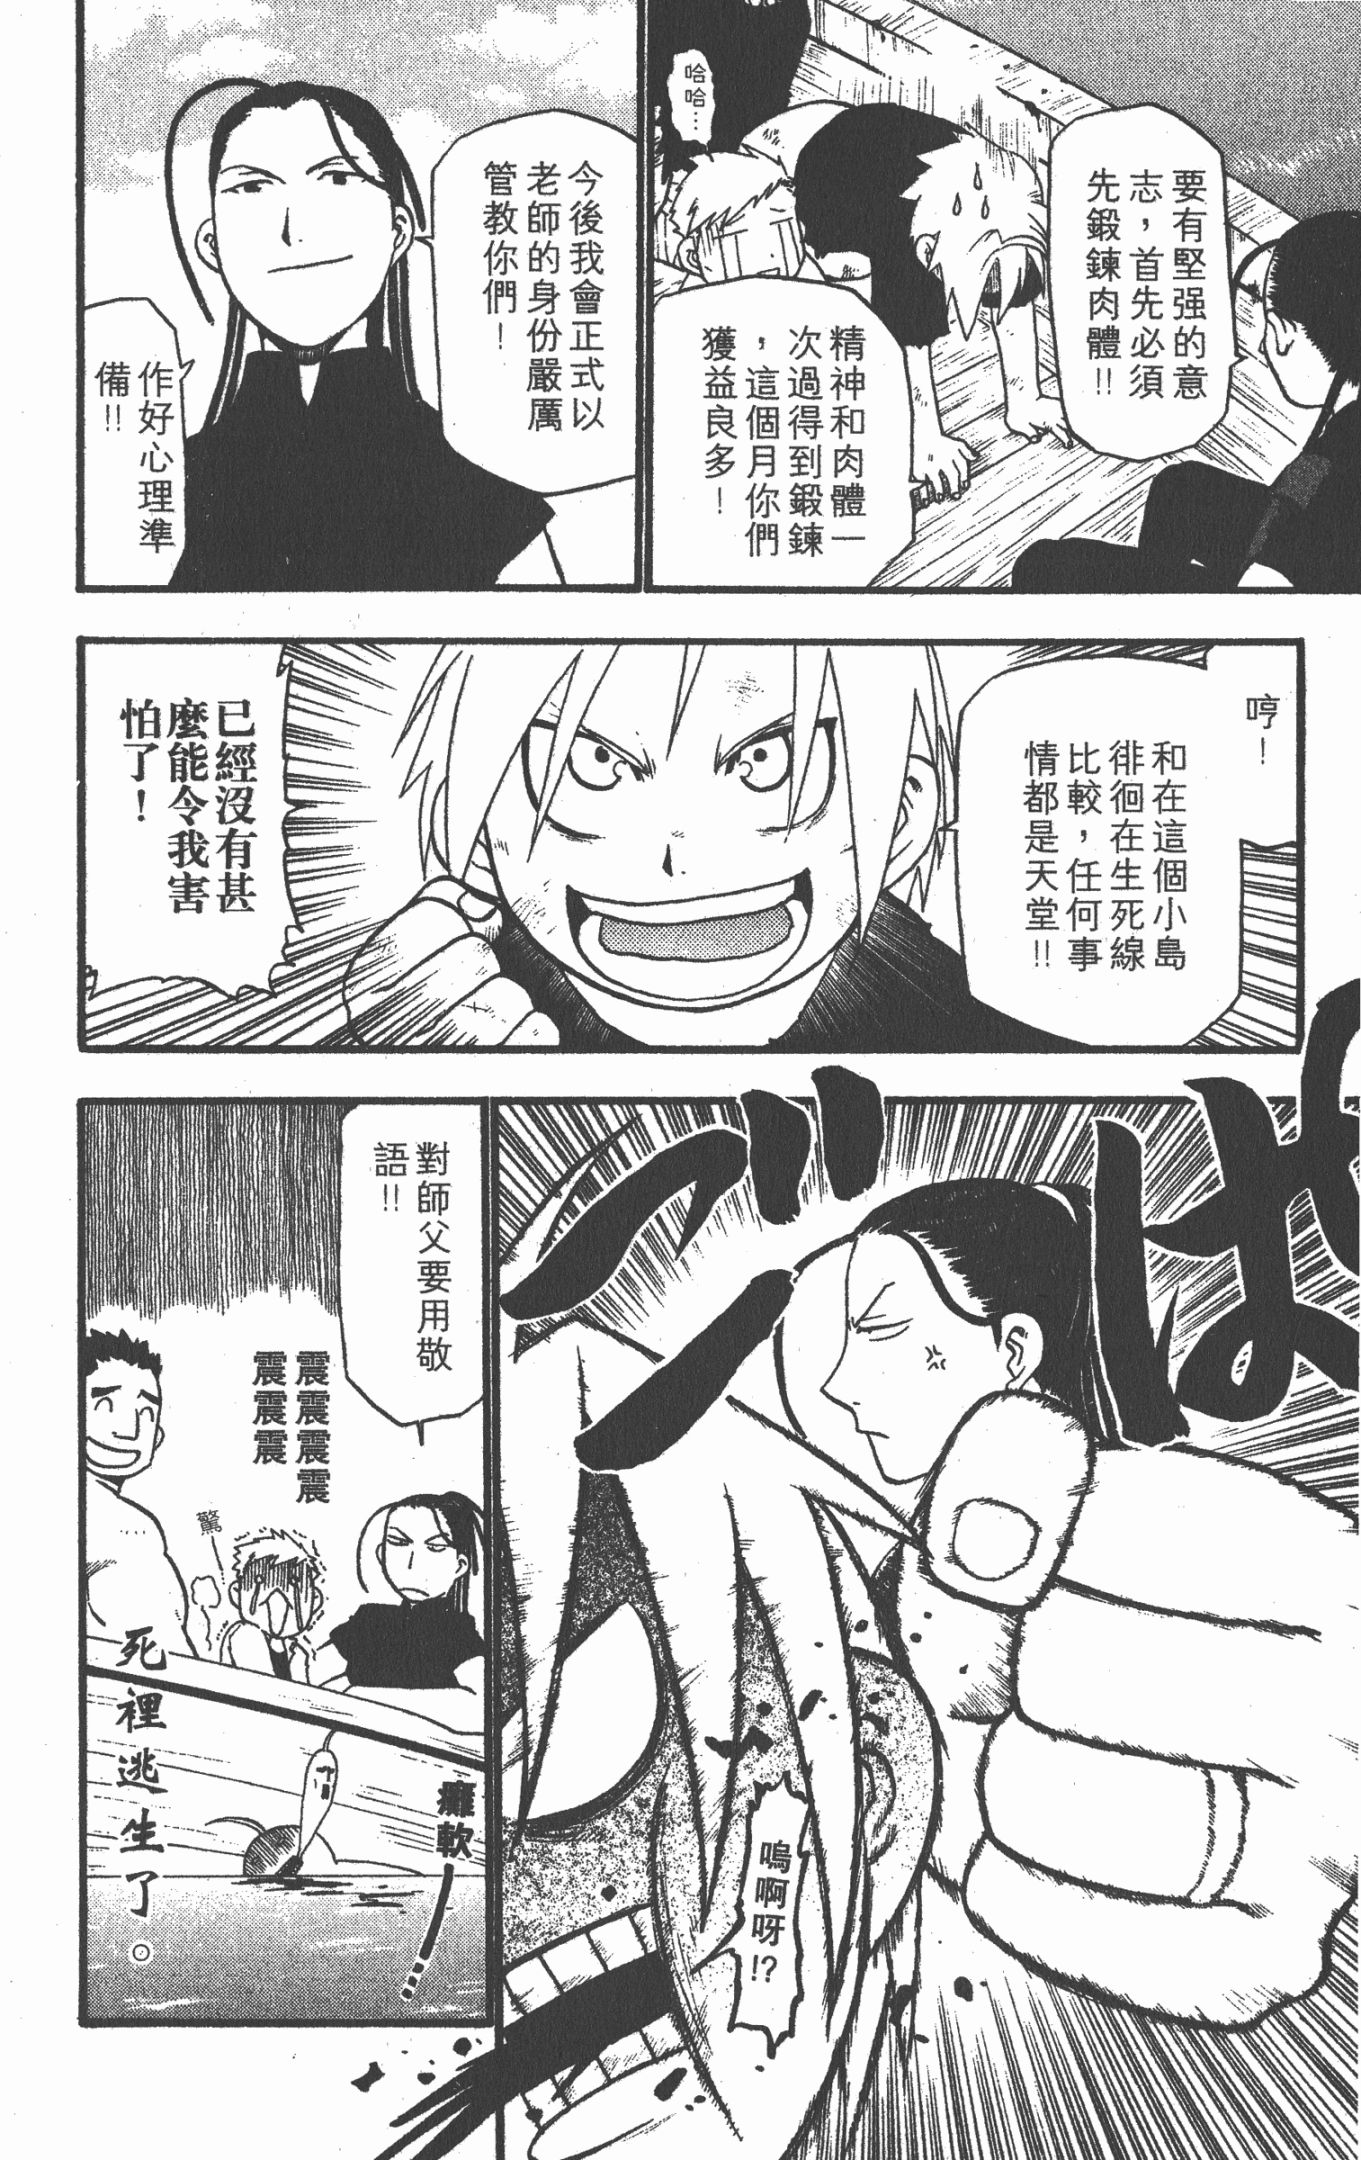 要有堅强的意
志，首先必須
先鍛鍊肉體!!
哈
哈…
精神和肉體一
次過得到鍛鍊
，這個月你們
獲益良多！
今後我會正式以
老師的身份嚴厲
管教你們！
作好心理準
備!!
哼！
和在這個小島
徘徊在生死線
比較，任何事
情都是天堂!!
已經沒有甚
麼能令我害
怕了！
嗚啊呀!?
對師父要用敬
語!!
震震震震
震震震
驚
癱軟
死裡逃生了。